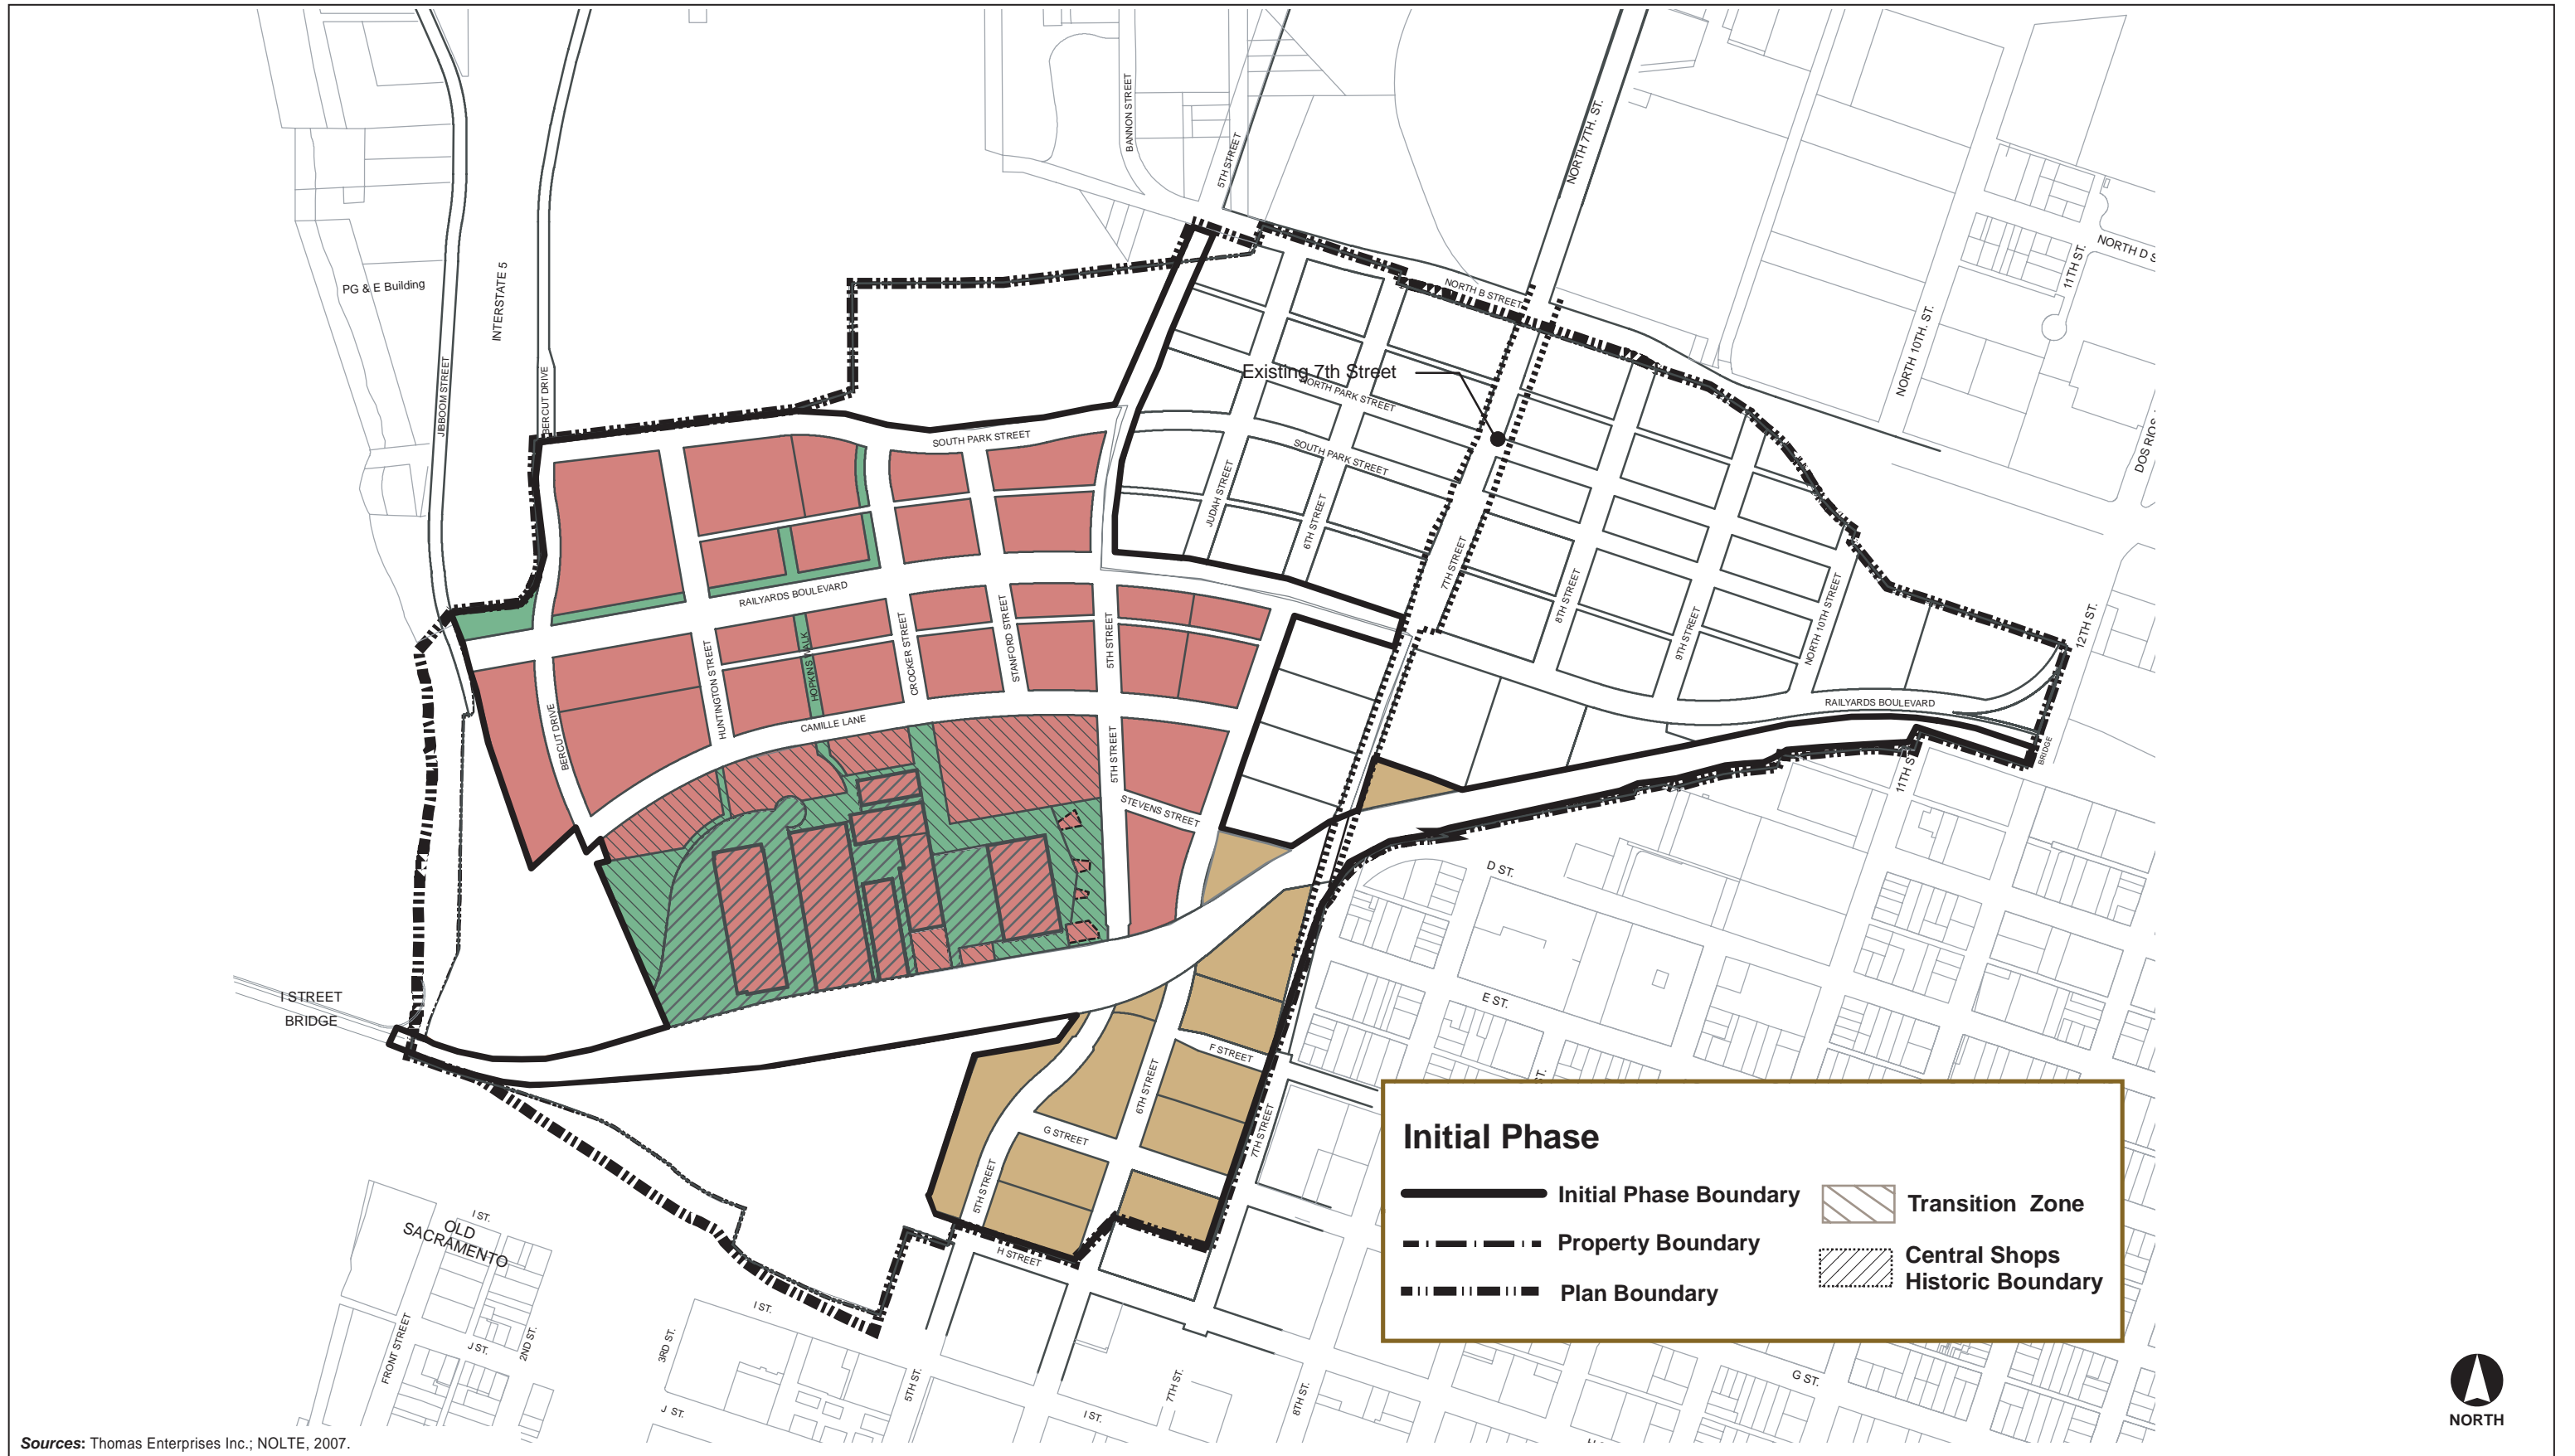 BANNON STREET
5TH STREET
NORTH 7TH. ST.
NORTH D S
11TH ST.
PG & E Building
INTERSTATE 5
NORTH B STREET
NORTH 10TH. ST.
JIBBOOM STREET
BERCUT DRIVE
Existing 7th Street
NORTH PARK STREET
SOUTH PARK STREET
SOUTH PARK STREET
DOS RIOS
JUDAH STREET
6TH STREET
7TH STREET
8TH STREET
9TH STREET
NORTH 10TH STREET
12TH ST.
RAILYARDS BOULEVARD
HOPKINS WALK
HUNTINGTON STREET
CROCKER STREET
STANFORD STREET
5TH STREET
RAILYARDS BOULEVARD
BERCUT DRIVE
CAMILLE LANE
5TH STREET
STEVENS STREET
11TH ST.
BRIDGE
D ST.
E ST.
I STREET
BRIDGE
F STREET
6TH STREET
G STREET
5TH STREET
7TH STREET
ST.
H STREET
Initial Phase
Initial Phase Boundary
Property Boundary
Plan Boundary
Transition Zone
Central Shops
Historic Boundary
I ST.
OLD
SACRAMENTO
FRONT STREET
J ST.
2ND ST.
I ST.
3RD ST.
J ST.
5TH ST.
I ST.
7TH ST.
8TH ST.
G ST.
NORTH
Sources: Thomas Enterprises Inc.; NOLTE, 2007.